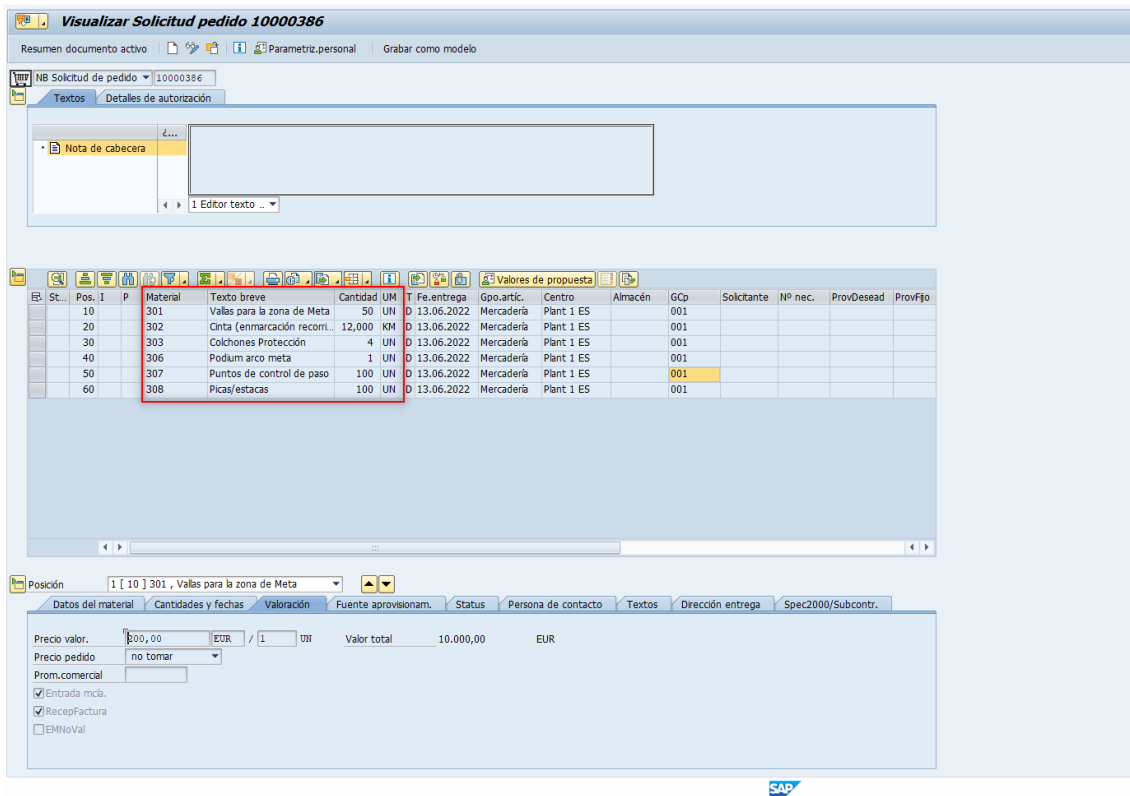 Visualizar Solicitud pedido 10000386
Resumen documento activo Parametriz.personal Grabar como modelo
NB Solicitud de pedido 10000386
Textos Detalles de autorización
¿...
Nota de cabecera
1 Editor texto ..
Valores de propuesta
St... Pos. I P Material Texto breve Cantidad UM T Fe.entrega Gpo.artíc. Centro Almacén GCp Solicitante Nº nec. ProvDesead ProvFijo
10 301 Vallas para la zona de Meta 50 UN D 13.06.2022 Mercadería Plant 1 ES 001
20 302 Cinta (enmarcación recorri... 12,000 KM D 13.06.2022 Mercadería Plant 1 ES 001
30 303 Colchones Protección 4 UN D 13.06.2022 Mercadería Plant 1 ES 001
40 306 Podium arco meta 1 UN D 13.06.2022 Mercadería Plant 1 ES 001
50 307 Puntos de control de paso 100 UN D 13.06.2022 Mercadería Plant 1 ES 001
60 308 Picas/estacas 100 UN D 13.06.2022 Mercadería Plant 1 ES 001
Posición 1 [ 10 ] 301 , Vallas para la zona de Meta
Datos del material Cantidades y fechas Valoración Fuente aprovisionam. Status Persona de contacto Textos Dirección entrega Spec2000/Subcontr.
Precio valor. 200,00 EUR / 1 UN Valor total 10.000,00 EUR
Precio pedido no tomar
Prom.comercial
Entrada mcía.
RecepFactura
EMNoVal
SAP